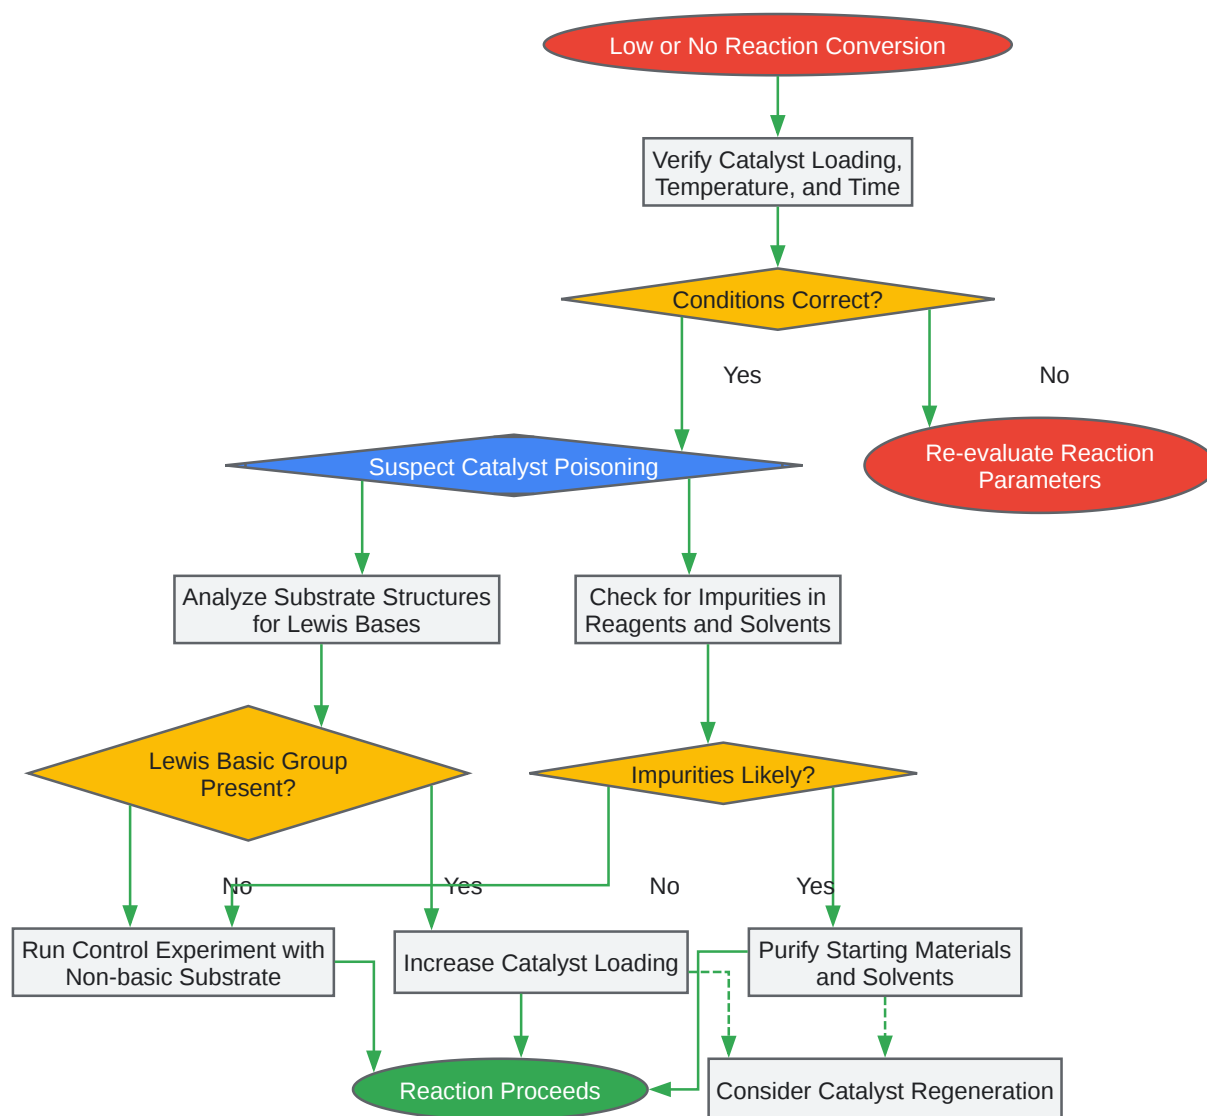 Low or No Reaction Conversion
Verify Catalyst Loading,
Temperature, and Time
Conditions Correct?
Yes
No
Suspect Catalyst Poisoning
Re-evaluate Reaction
Parameters
Analyze Substrate Structures
for Lewis Bases
Check for Impurities in
Reagents and Solvents
Lewis Basic Group
Present?
Impurities Likely?
No
Yes
No
Yes
Run Control Experiment with
Non-basic Substrate
Increase Catalyst Loading
Purify Starting Materials
and Solvents
Reaction Proceeds
Consider Catalyst Regeneration